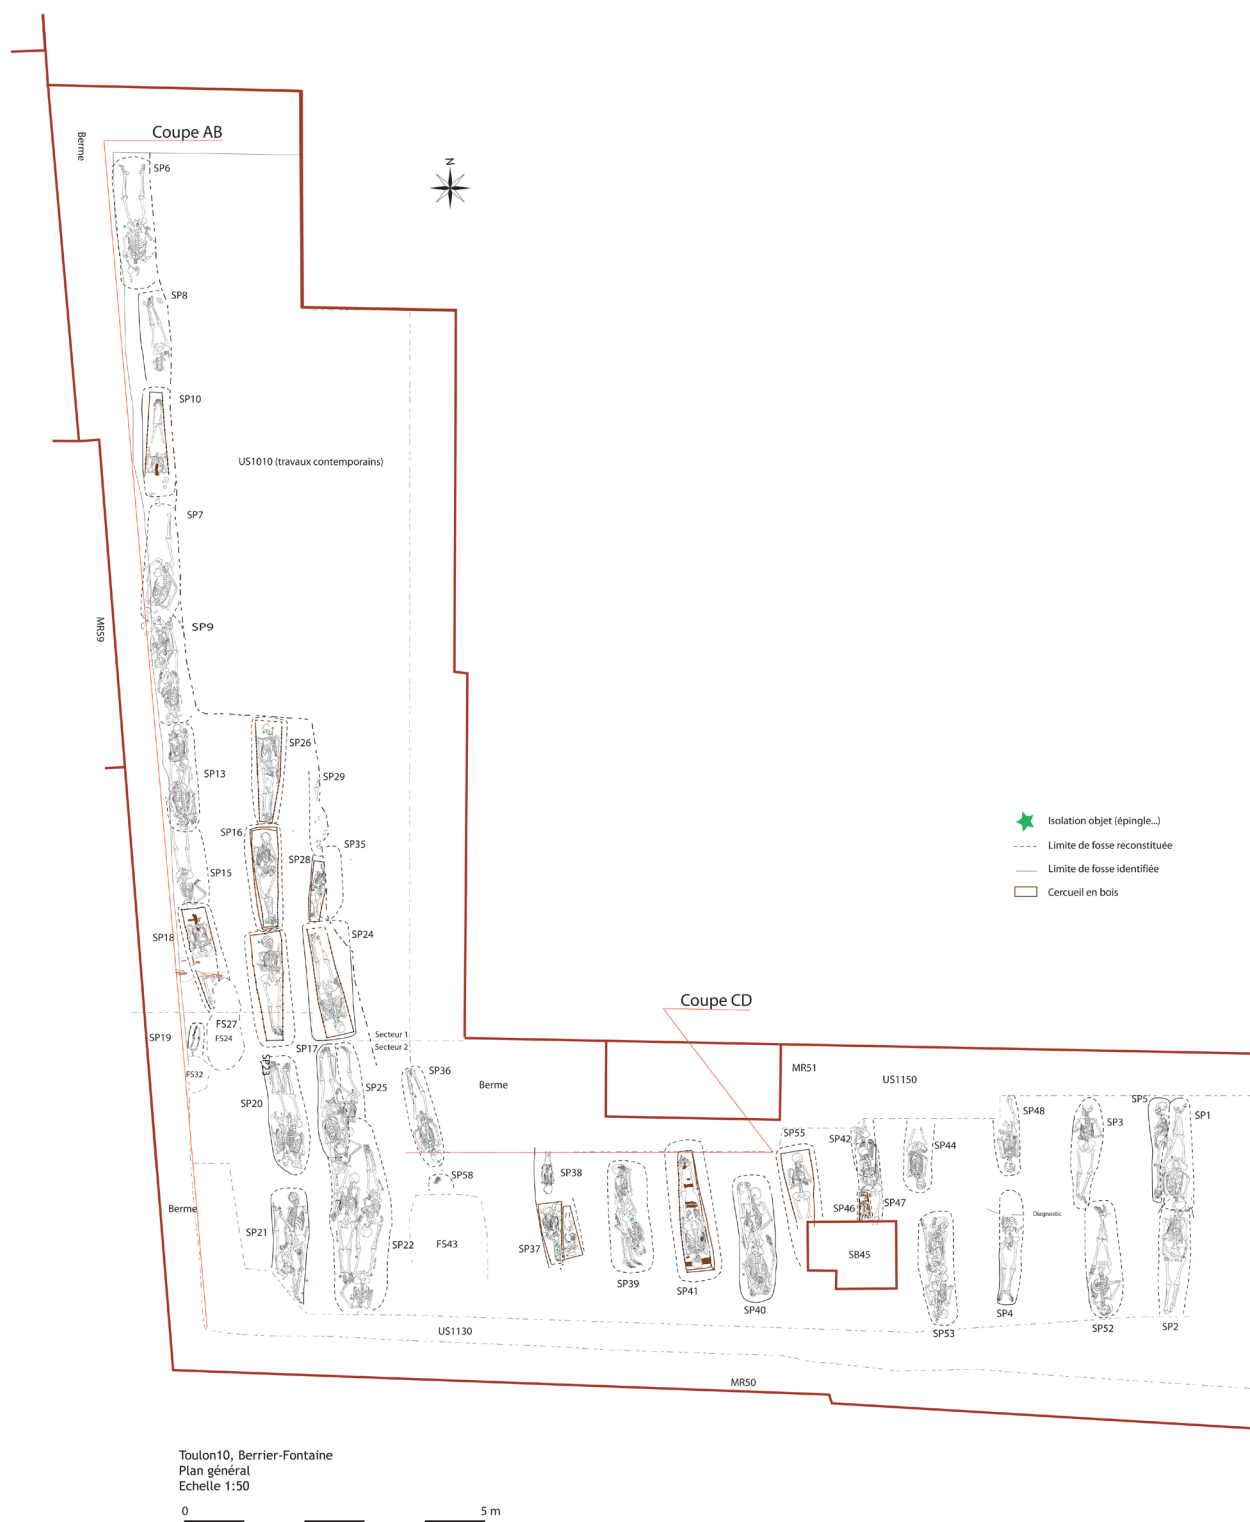 Coupe AB
Berme
N
SP6
SP8
SP10
US1010 (travaux contemporains)
SP7
MR59
SP9
SP26
SP13
SP29
SP16
SP35
SP28
SP15
SP18
SP24
FS27
FS24
SP19
FS32
SP17
Secteur 1
Secteur 2
SP23
SP20
SP25
SP36
Berme
Coupe CD
MR51
US1150
Isolation objet (épingle...)
Limite de fosse reconstituée
Limite de fosse identifiée
Cercueil en bois
SP5
SP1
SP48
SP3
SP55
SP42
SP44
SP38
SP58
SP46
SP47
Diagnostic
Berme
SP21
SP22
FS43
SP37
SP39
SP41
SP40
SB45
SP53
SP4
SP52
SP2
US1130
MR50
Toulon10, Berrier-Fontaine
Plan général
Echelle 1:50
0 5 m